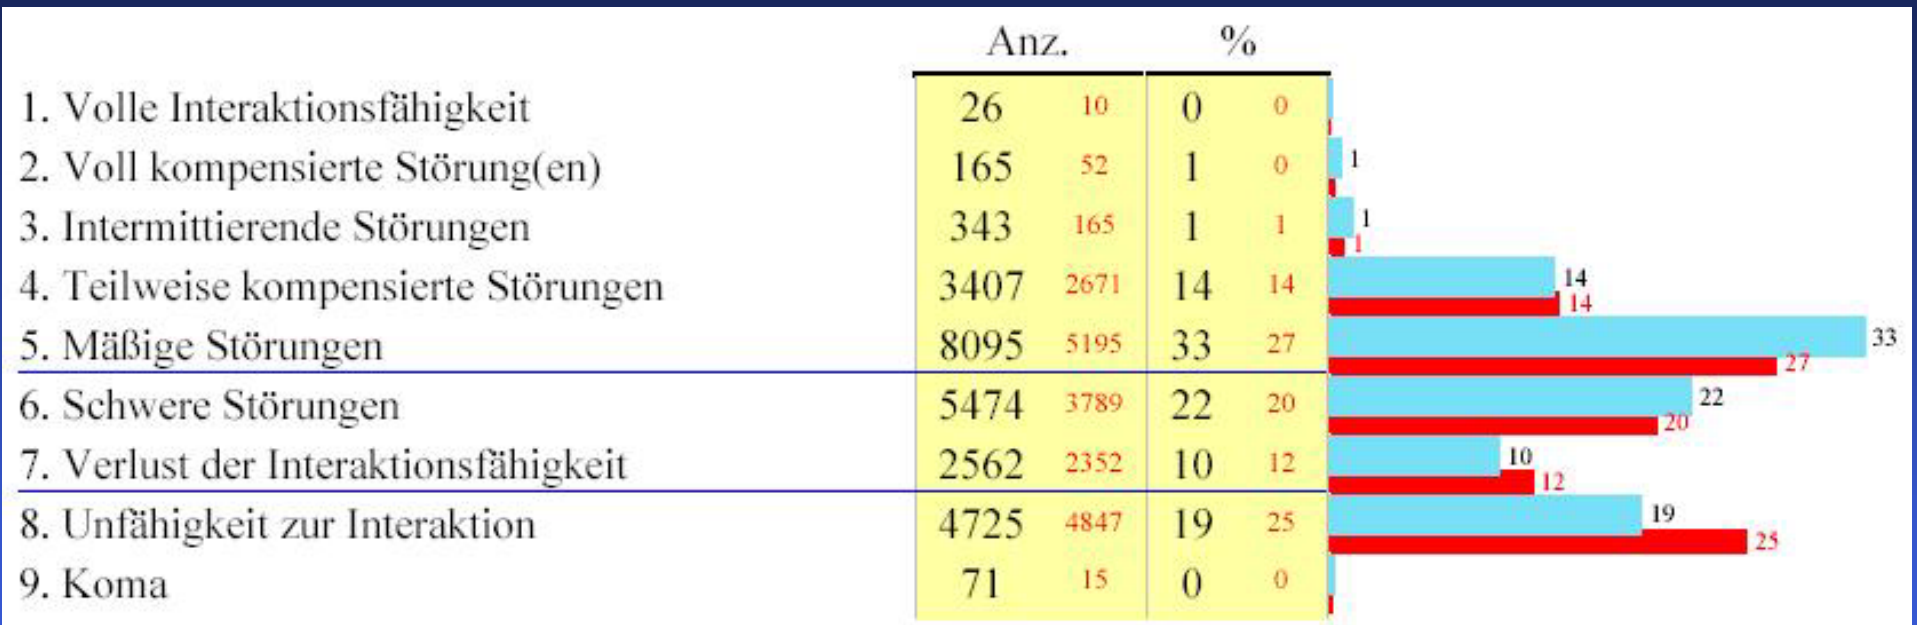 Anz. %
1. Volle Interaktionsfähigkeit 26 10 0 0
2. Voll kompensierte Störung(en) 165 52 1 0 1
3. Intermittierende Störungen 343 165 1 1 1 1
4. Teilweise kompensierte Störungen 3407 2671 14 14 14 14
5. Mäßige Störungen 8095 5195 33 27 33 27
6. Schwere Störungen 5474 3789 22 20 22 20
7. Verlust der Interaktionsfähigkeit 2562 2352 10 12 10 12
8. Unfähigkeit zur Interaktion 4725 4847 19 25 19 25
9. Koma 71 15 0 0